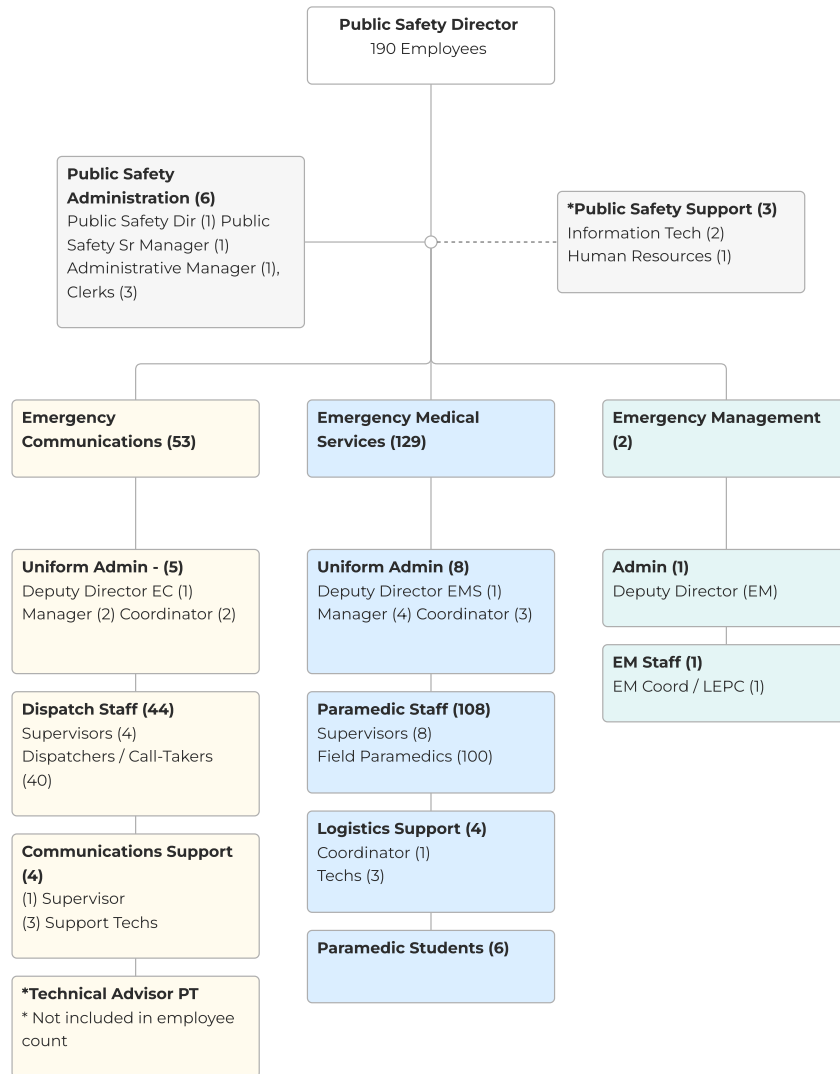 Public Safety Director
190 Employees
Public Safety
Administration (6)
Public Safety Dir (1) Public
Safety Sr Manager (1)
Administrative Manager (1),
Clerks (3)
*Public Safety Support (3)
Information Tech (2)
Human Resources (1)
Emergency
Communications (53)
Emergency Medical
Services (129)
Emergency Management
(2)
Uniform Admin - (5)
Deputy Director EC (1)
Manager (2) Coordinator (2)
Uniform Admin (8)
Deputy Director EMS (1)
Manager (4) Coordinator (3)
Admin (1)
Deputy Director (EM)
EM Staff (1)
EM Coord / LEPC (1)
Dispatch Staff (44)
Supervisors (4)
Dispatchers / Call-Takers
(40)
Paramedic Staff (108)
Supervisors (8)
Field Paramedics (100)
Communications Support
(4)
(1) Supervisor
(3) Support Techs
Logistics Support (4)
Coordinator (1)
Techs (3)
Paramedic Students (6)
*Technical Advisor PT
* Not included in employee
count